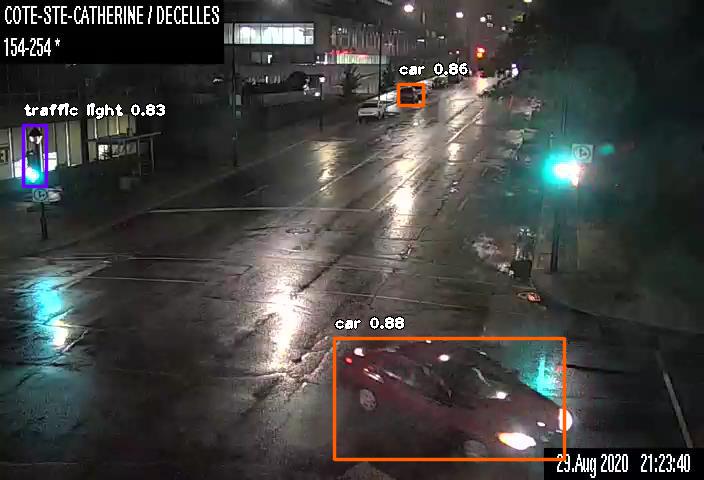 COTE-STE-CATHERINE / DECELLES
154-254 *
car 0.86
traffic light 0.83
car 0.88
29.Aug 2020 21:23:40